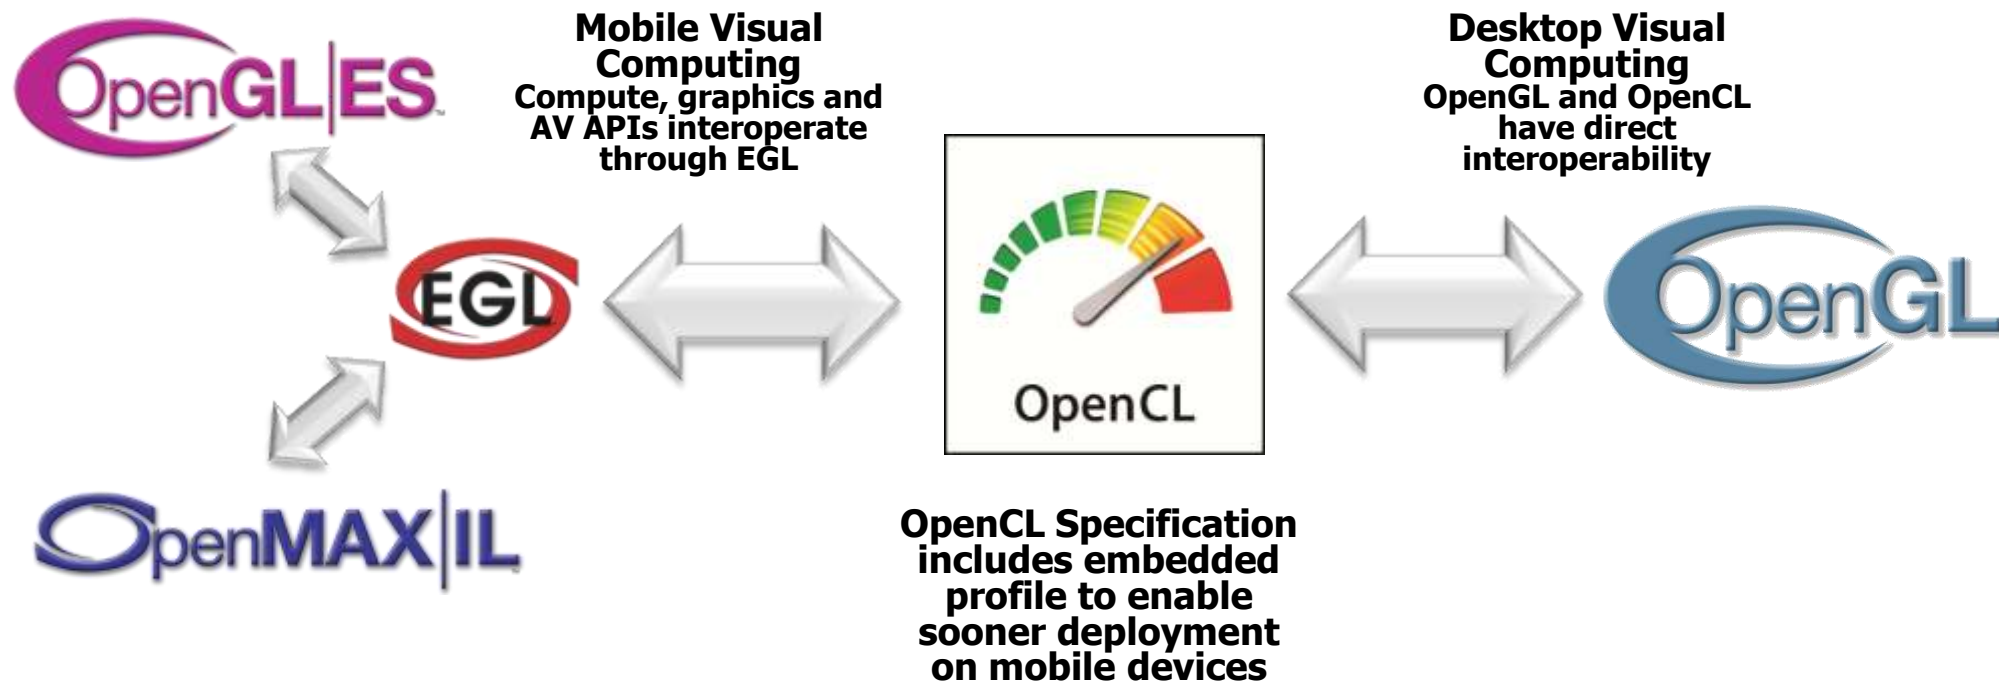 OpenGL|ES™
Mobile Visual
Computing
Compute, graphics and
AV APIs interoperate
through EGL
Desktop Visual
Computing
OpenGL and OpenCL
have direct
interoperability
EGL
OpenCL
OpenGL
OpenMAX|IL
OpenCL Specification
includes embedded
profile to enable
sooner deployment
on mobile devices